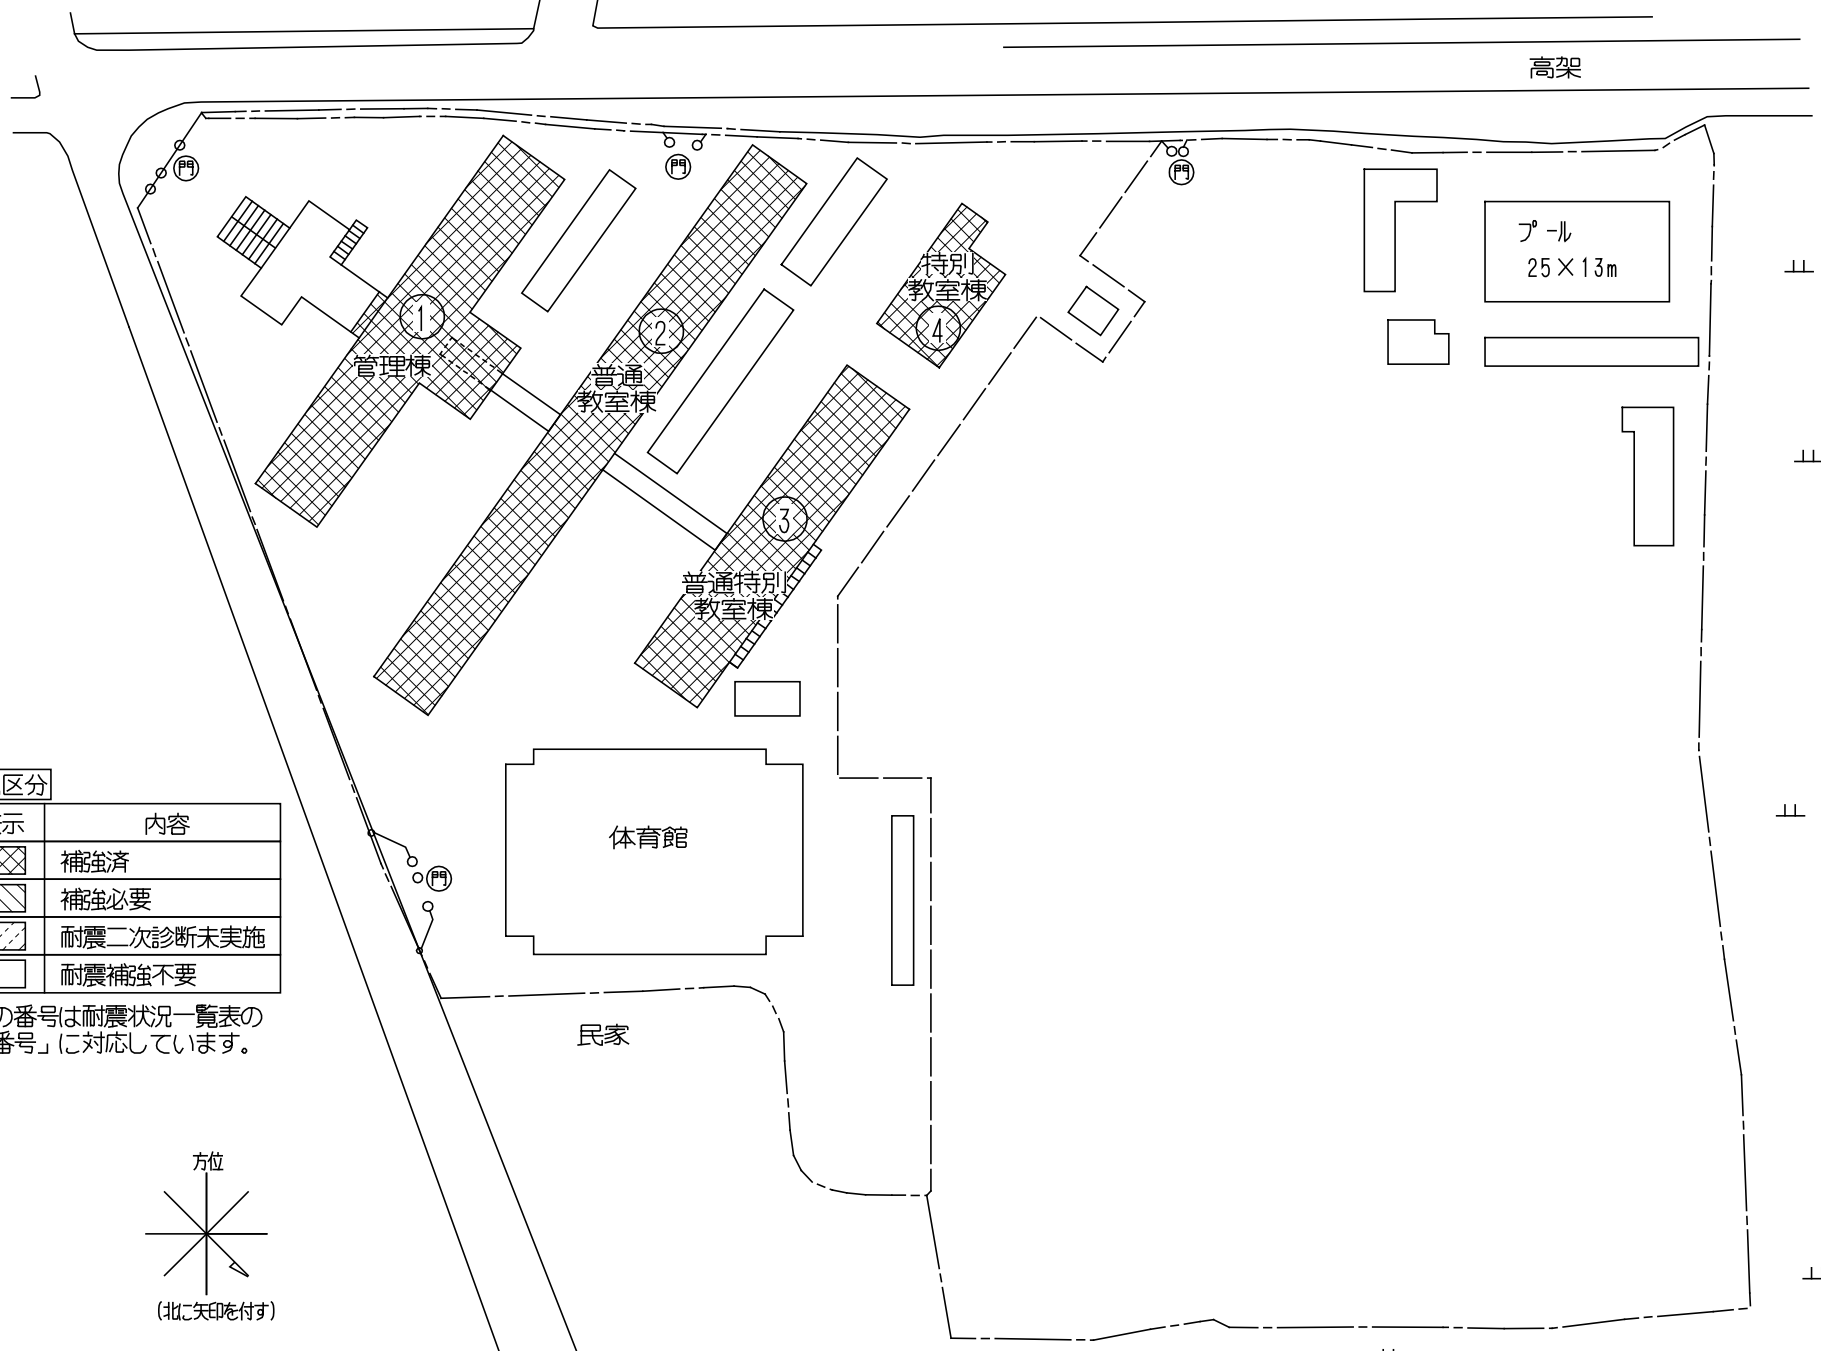 高架
門
門
門
プール
25×13m
特別
教室棟
④
①
②
管理棟
普通
教室棟
③
普通特別
教室棟
区分
示
内容
補強済
補強必要
耐震二次診断未実施
耐震補強不要
の番号は耐震状況一覧表の
番号」に対応しています。
体育館
門
民家
方位
(北に矢印を付す)